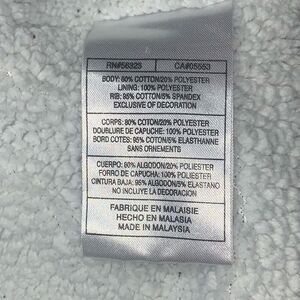 RN#56323 CA#05553
BODY: 80% COTTON/20% POLYESTER
LINING: 100% POLYESTER
RIB: 95% COTTON/5% SPANDEX
EXCLUSIVE OF DECORATION
CORPS: 80% COTON/20% POLYESTER
DOUBLURE DE CAPUCHE: 100% POLYESTER
BORD COTES: 95% COTON/5% ELASTHANNE
SANS ORNEMENTS
CUERPO: 80% ALGODÓN/20% POLIESTER
FORRO DE CAPUCHA: 100% POLIESTER
CINTURA BAJA: 95% ALGODON/5% ELASTANO
NO INCLUYE LA DECORACION
FABRIQUE EN MALAISIE
HECHO EN MALASIA
MADE IN MALAYSIA